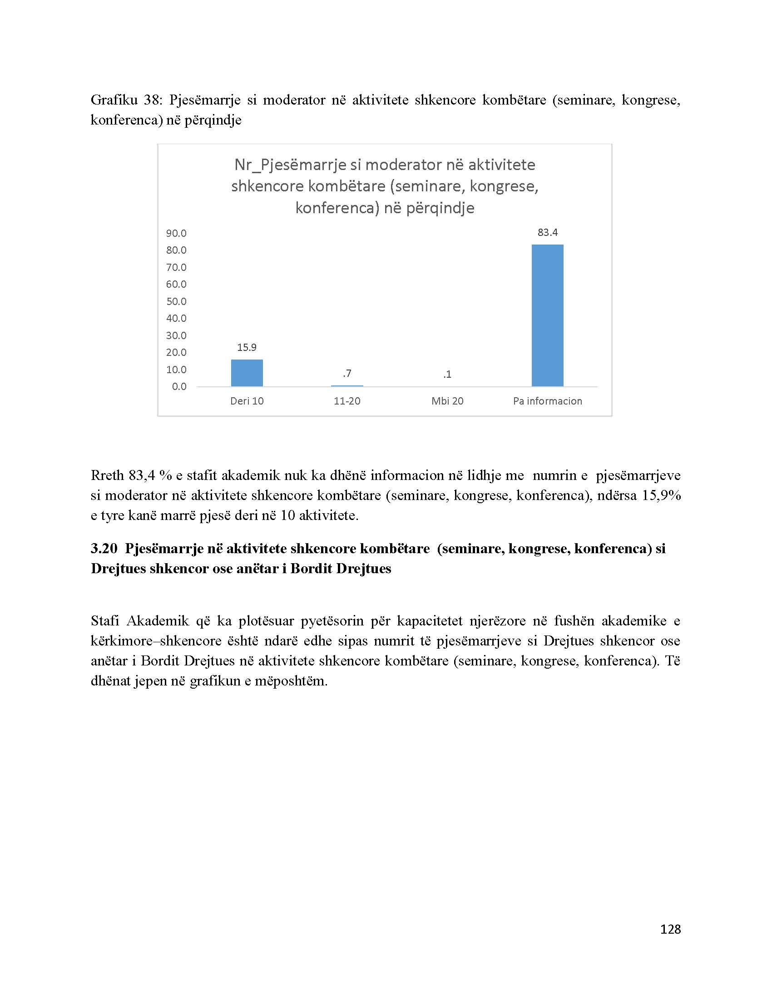 Grafiku 38: Pjesëmarrje si moderator në aktivitete shkencore kombëtare (seminare, kongrese,
konferenca) në përqindje
Nr_Pjesëmarrje si moderator në aktivitete
shkencore kombëtare (seminare, kongrese,
konferenca) në përqindje
90.0
80.0
70.0
60.0
50.0
40.0
30.0
20.0
10.0
0.0
15.9
.7
.1
83.4
Deri 10
11-20
Mbi 20
Pa informacion
Rreth 83,4 % e stafit akademik nuk ka dhënë informacion në lidhje me  numrin e  pjesëmarrjeve
si moderator në aktivitete shkencore kombëtare (seminare, kongrese, konferenca), ndërsa 15,9%
e tyre kanë marrë pjesë deri në 10 aktivitete.
3.20  Pjesëmarrje në aktivitete shkencore kombëtare  (seminare, kongrese, konferenca) si
Drejtues shkencor ose anëtar i Bordit Drejtues
Stafi Akademik që ka plotësuar pyetësorin për kapacitetet njerëzore në fushën akademike e
kërkimore–shkencore është ndarë edhe sipas numrit të pjesëmarrjeve si Drejtues shkencor ose
anëtar i Bordit Drejtues në aktivitete shkencore kombëtare (seminare, kongrese, konferenca). Të
dhënat jepen në grafikun e mëposhtëm.
128